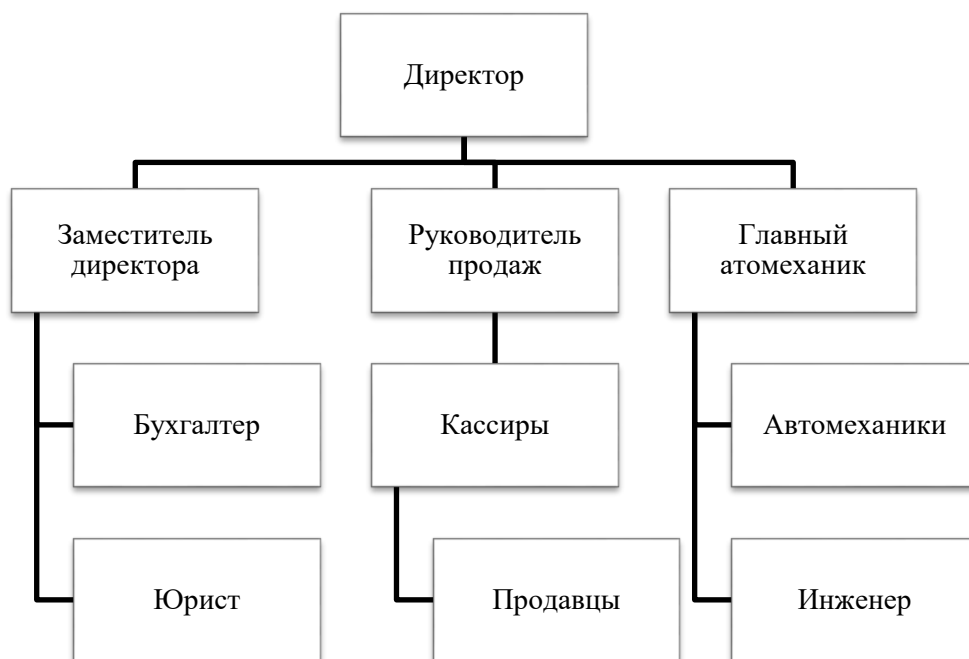 Директор
Заместитель
директора
Руководитель
продаж
Главный
атомеханик
Бухгалтер
Кассиры
Автомеханики
Юрист
Продавцы
Инженер